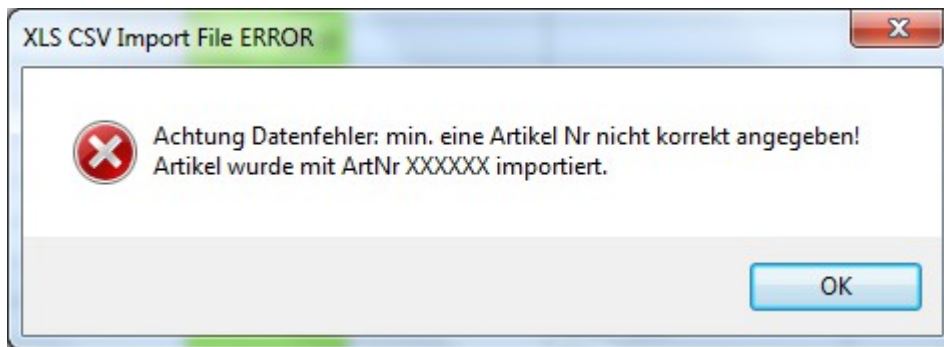 XLS CSV Import File ERROR
Achtung Datenfehler: min. eine Artikel Nr nicht korrekt angegeben!
Artikel wurde mit ArtNr XXXXXX importiert.
OK